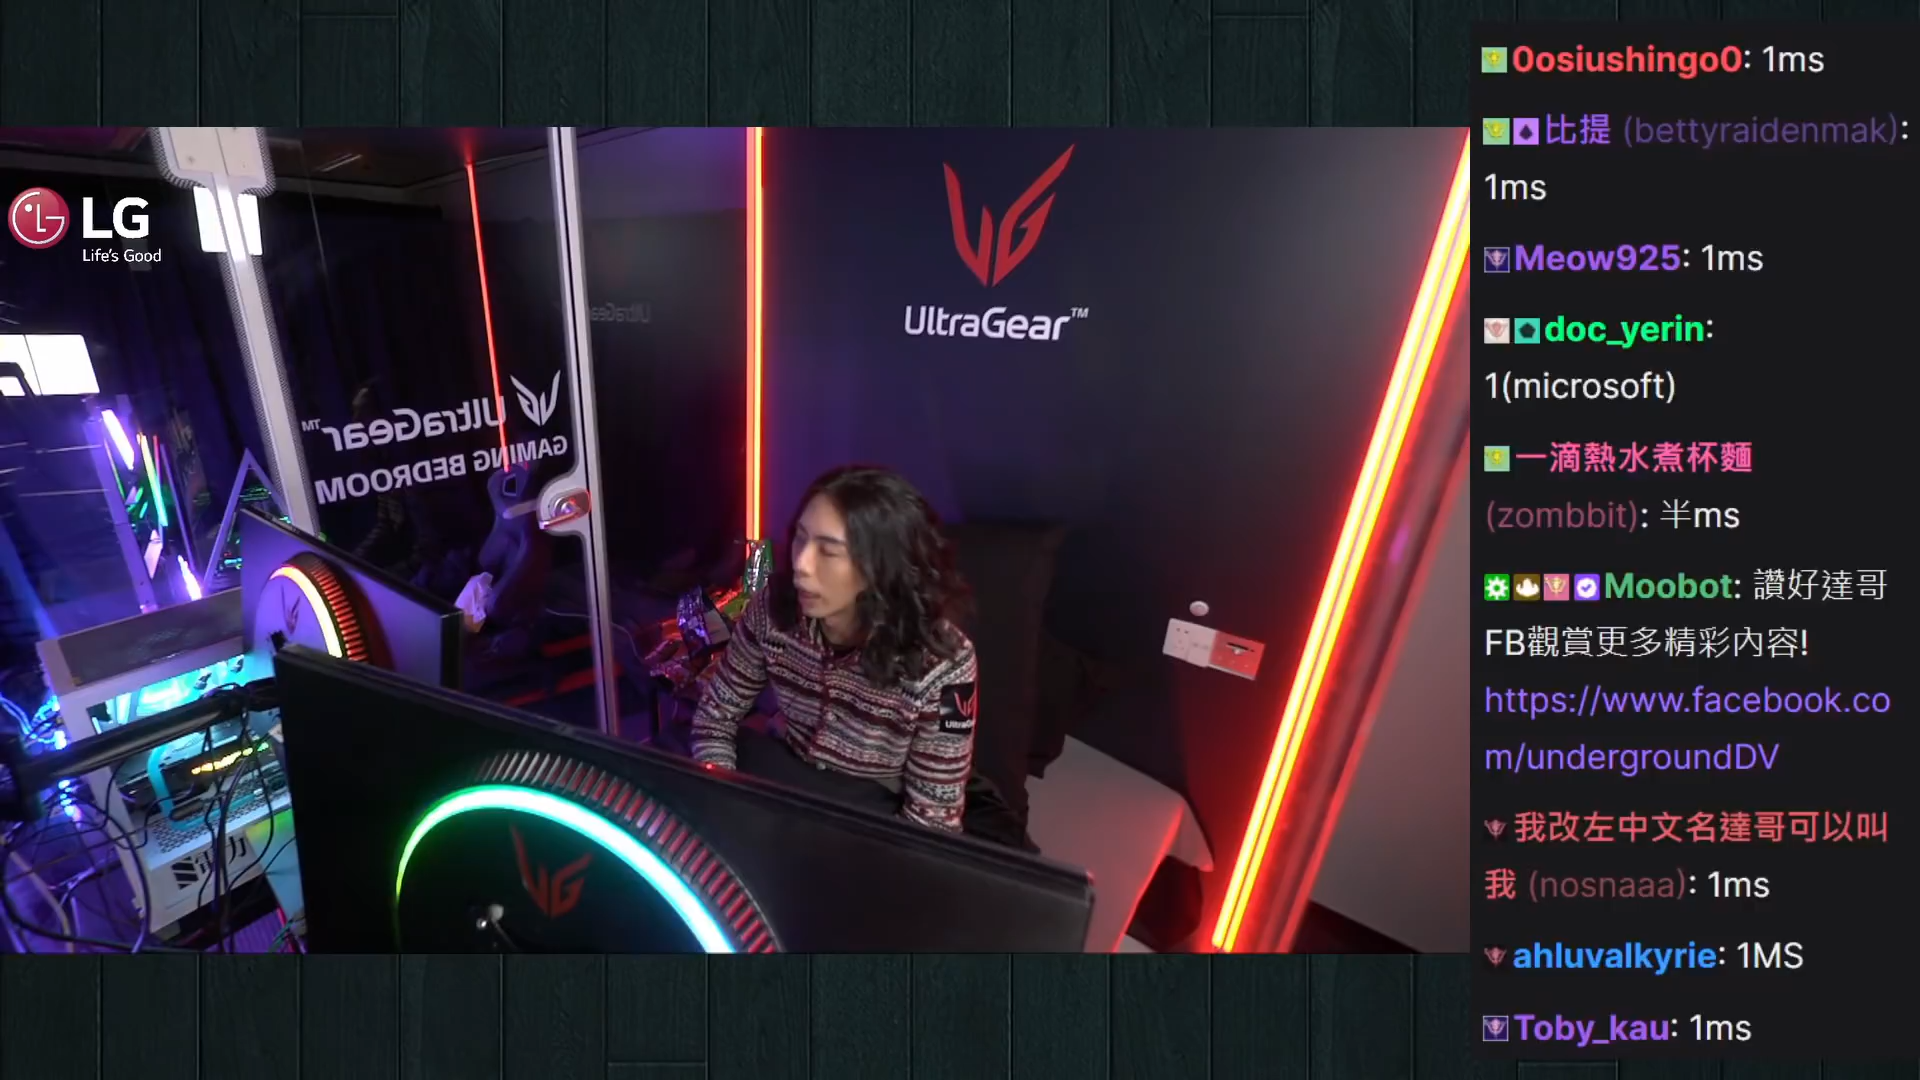 LG
Life's Good
UltraGear™
UltraGear™
GAMING BEDROOM
UltraGear
0osiushingo0: 1ms
比提 (bettyraidenmak):
1ms
Meow925: 1ms
doc_yerin:
1(microsoft)
一滴熱水煮杯麵
(zombbit): 半ms
Moobot: 讚好達哥
FB觀賞更多精彩內容!
https://www.facebook.co
m/undergroundDV
我改左中文名達哥可以叫
我 (nosnaaa): 1ms
ahluvalkyrie: 1MS
Toby_kau: 1ms